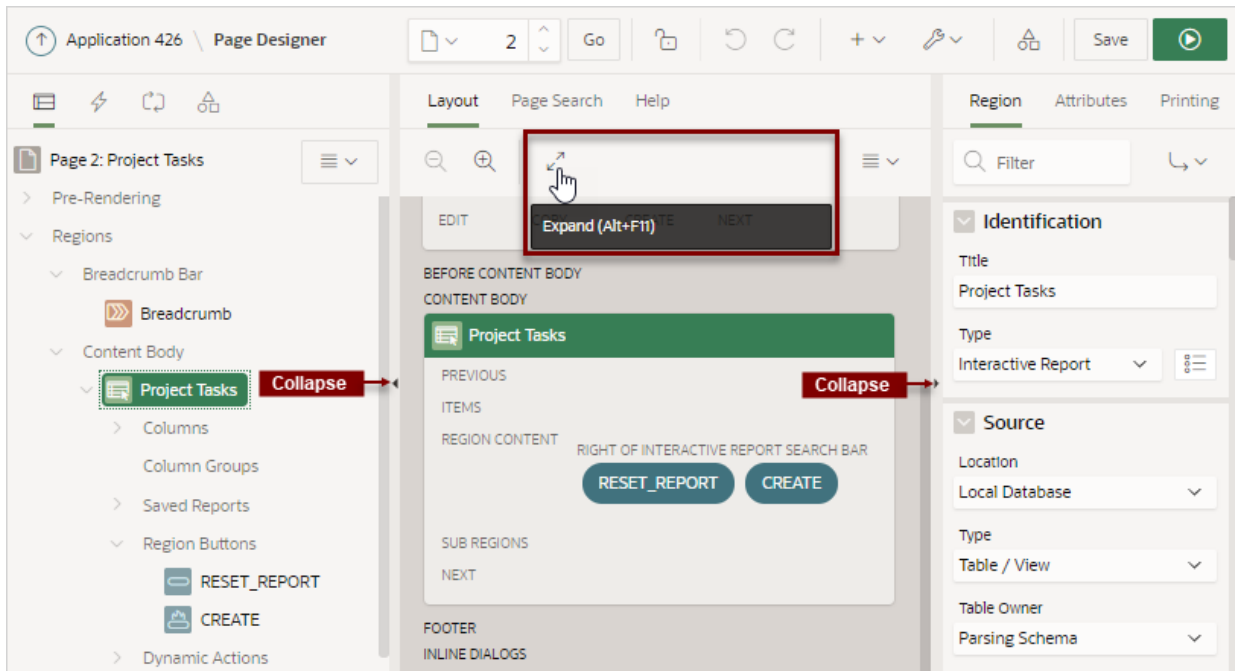 Application 426 \ Page Designer
2
Go
Save
Layout Page Search Help
Region Attributes Printing
Page 2: Project Tasks
Filter
Pre-Rendering
Regions
Breadcrumb Bar
Breadcrumb
Content Body
Project Tasks
Collapse
Columns
Column Groups
Saved Reports
Region Buttons
RESET_REPORT
CREATE
Dynamic Actions
EDIT COPY CREATE NEXT
Expand (Alt+F11)
BEFORE CONTENT BODY
CONTENT BODY
Project Tasks
PREVIOUS
ITEMS
REGION CONTENT
RIGHT OF INTERACTIVE REPORT SEARCH BAR
RESET_REPORT CREATE
SUB REGIONS
NEXT
FOOTER
INLINE DIALOGS
Collapse
Identification
Title
Project Tasks
Type
Interactive Report
Source
Location
Local Database
Type
Table / View
Table Owner
Parsing Schema